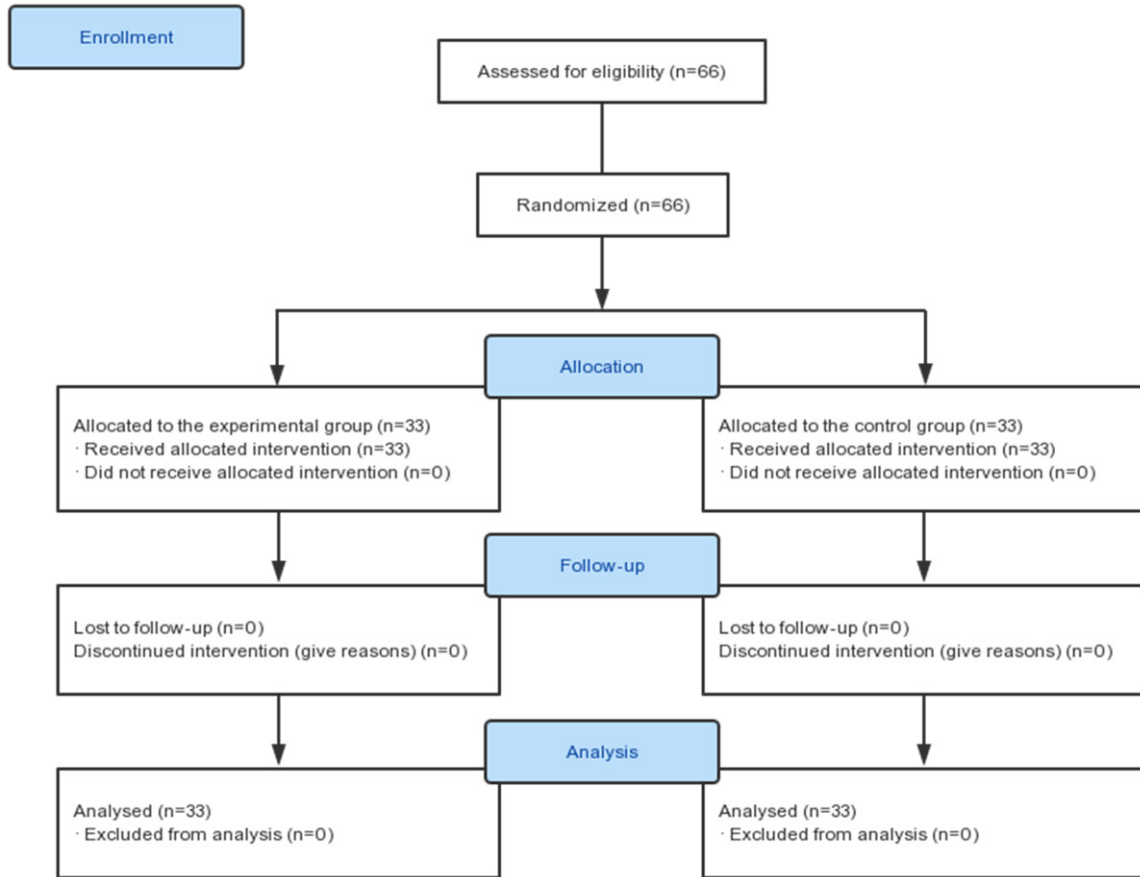 Enrollment
Assessed for eligibility (n=66)
Randomized (n=66)
Allocation
Allocated to the experimental group (n=33)
· Received allocated intervention (n=33)
· Did not receive allocated intervention (n=0)
Allocated to the control group (n=33)
· Received allocated intervention (n=33)
· Did not receive allocated intervention (n=0)
Follow-up
Lost to follow-up (n=0)
Discontinued intervention (give reasons) (n=0)
Lost to follow-up (n=0)
Discontinued intervention (give reasons) (n=0)
Analysis
Analysed (n=33)
· Excluded from analysis (n=0)
Analysed (n=33)
· Excluded from analysis (n=0)